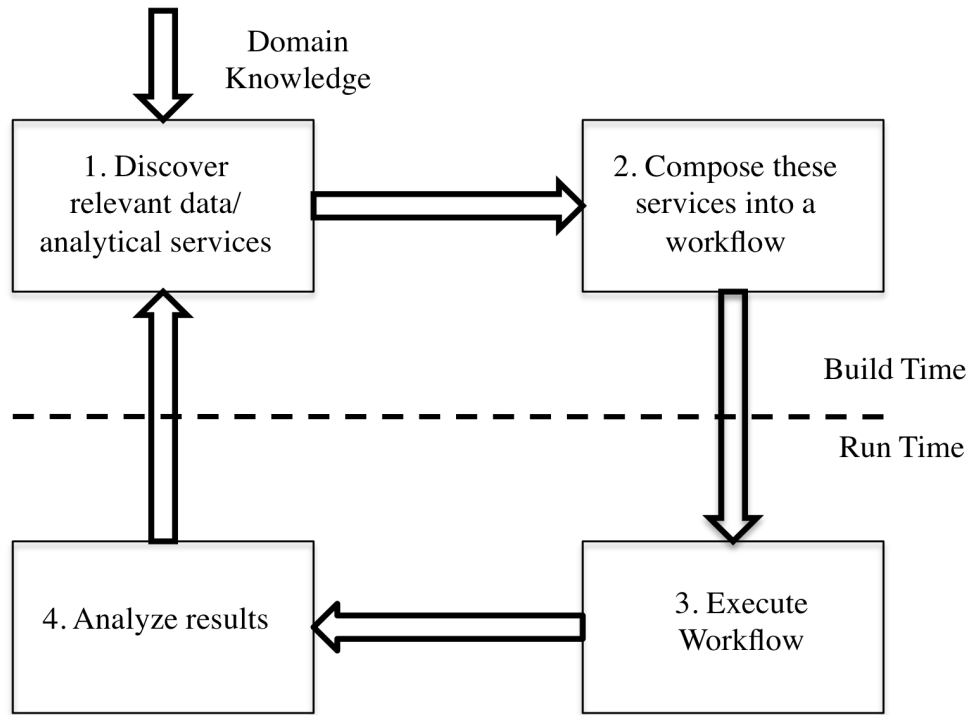 Domain
Knowledge
1. Discover
relevant data/
analytical services
2. Compose these
services into a
workflow
Build Time
Run Time
4. Analyze results
3. Execute
Workflow